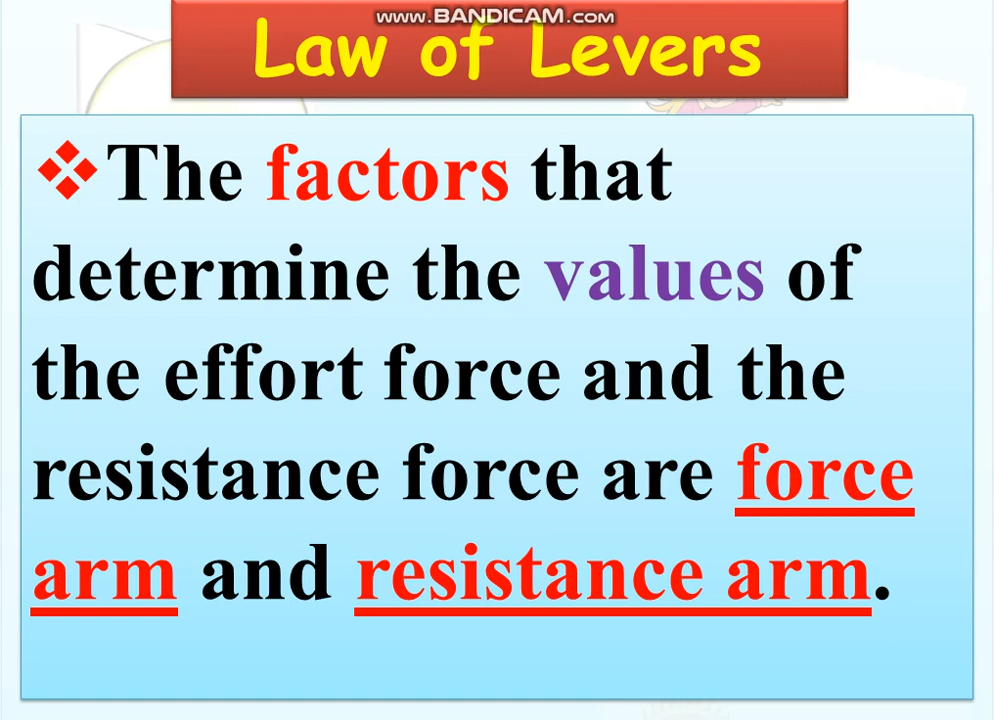 www.BANDICAM.com
Law of Levers
❖The factors that
determine the values of
the effort force and the
resistance force are force
arm and resistance arm.